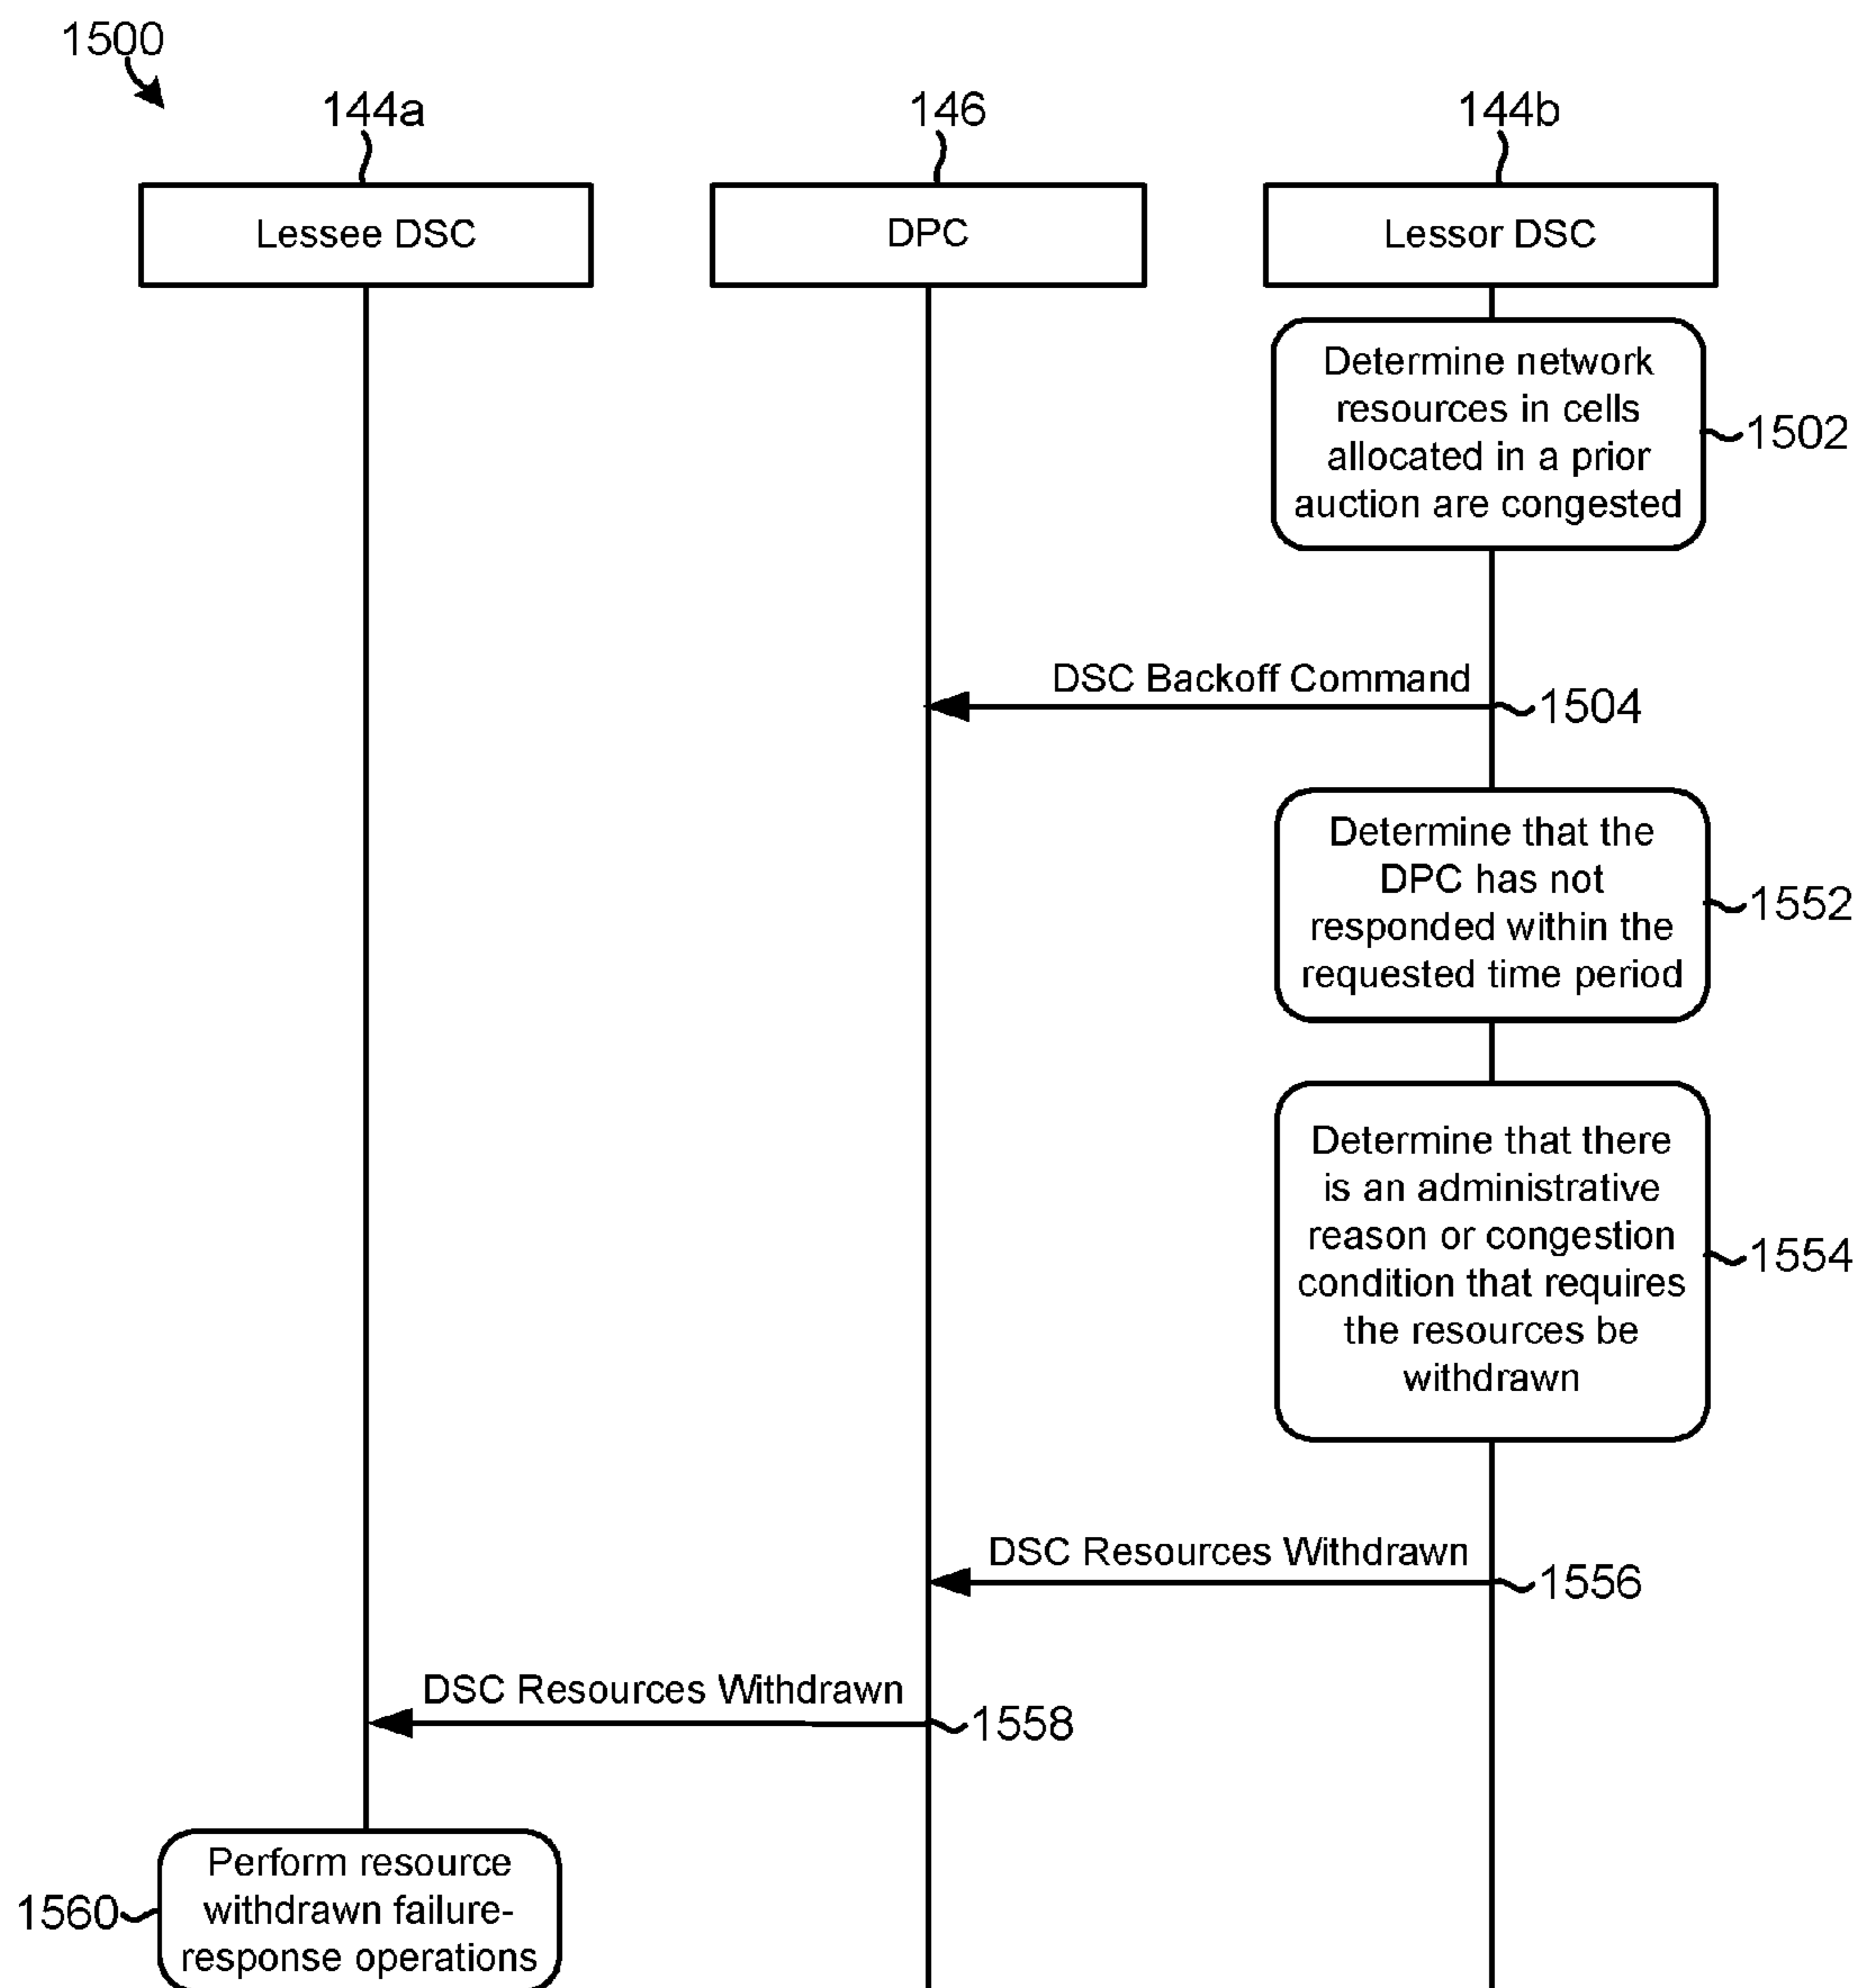 1500
144a
146
144b
Lessee DSC
DPC
Lessor DSC
Determine network
resources in cells
allocated in a prior
auction are congested
1502
DSC Backoff Command
1504
Determine that the
DPC has not
responded within the
requested time period
1552
Determine that there
is an administrative
reason or congestion
condition that requires
the resources be
withdrawn
1554
DSC Resources Withdrawn
1556
DSC Resources Withdrawn
1558
1560
Perform resource
withdrawn failure-
response operations